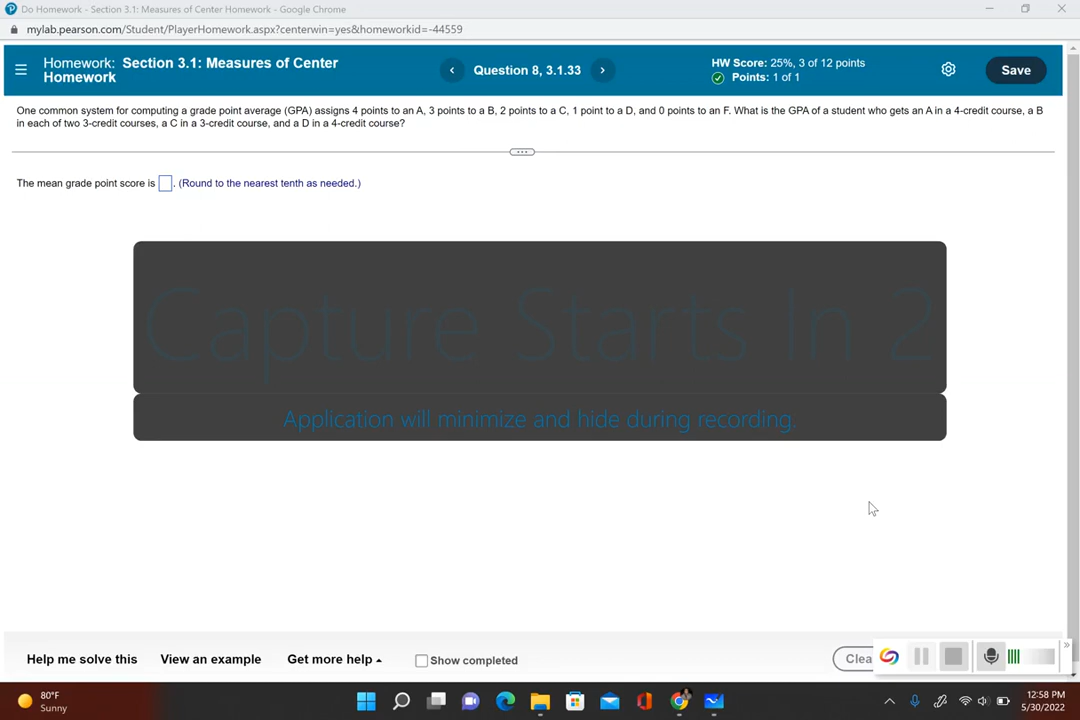 Do Homework - Section 3.1: Measures of Center Homework - Google Chrome
mylab.pearson.com/Student/PlayerHomework.aspx?centerwin=yes&homeworkid=-44559
Homework: Section 3.1: Measures of Center
Homework
Question 8, 3.1.33
HW Score: 25%, 3 of 12 points
Points: 1 of 1
Save
One common system for computing a grade point average (GPA) assigns 4 points to an A, 3 points to a B, 2 points to a C, 1 point to a D, and 0 points to an F. What is the GPA of a student who gets an A in a 4-credit course, a B
in each of two 3-credit courses, a C in a 3-credit course, and a D in a 4-credit course?
The mean grade point score is . (Round to the nearest tenth as needed.)
Capture Starts In 2
Application will minimize and hide during recording.
Help me solve this
View an example
Get more help
Show completed
Clea
80°F
Sunny
12:58 PM
5/30/2022